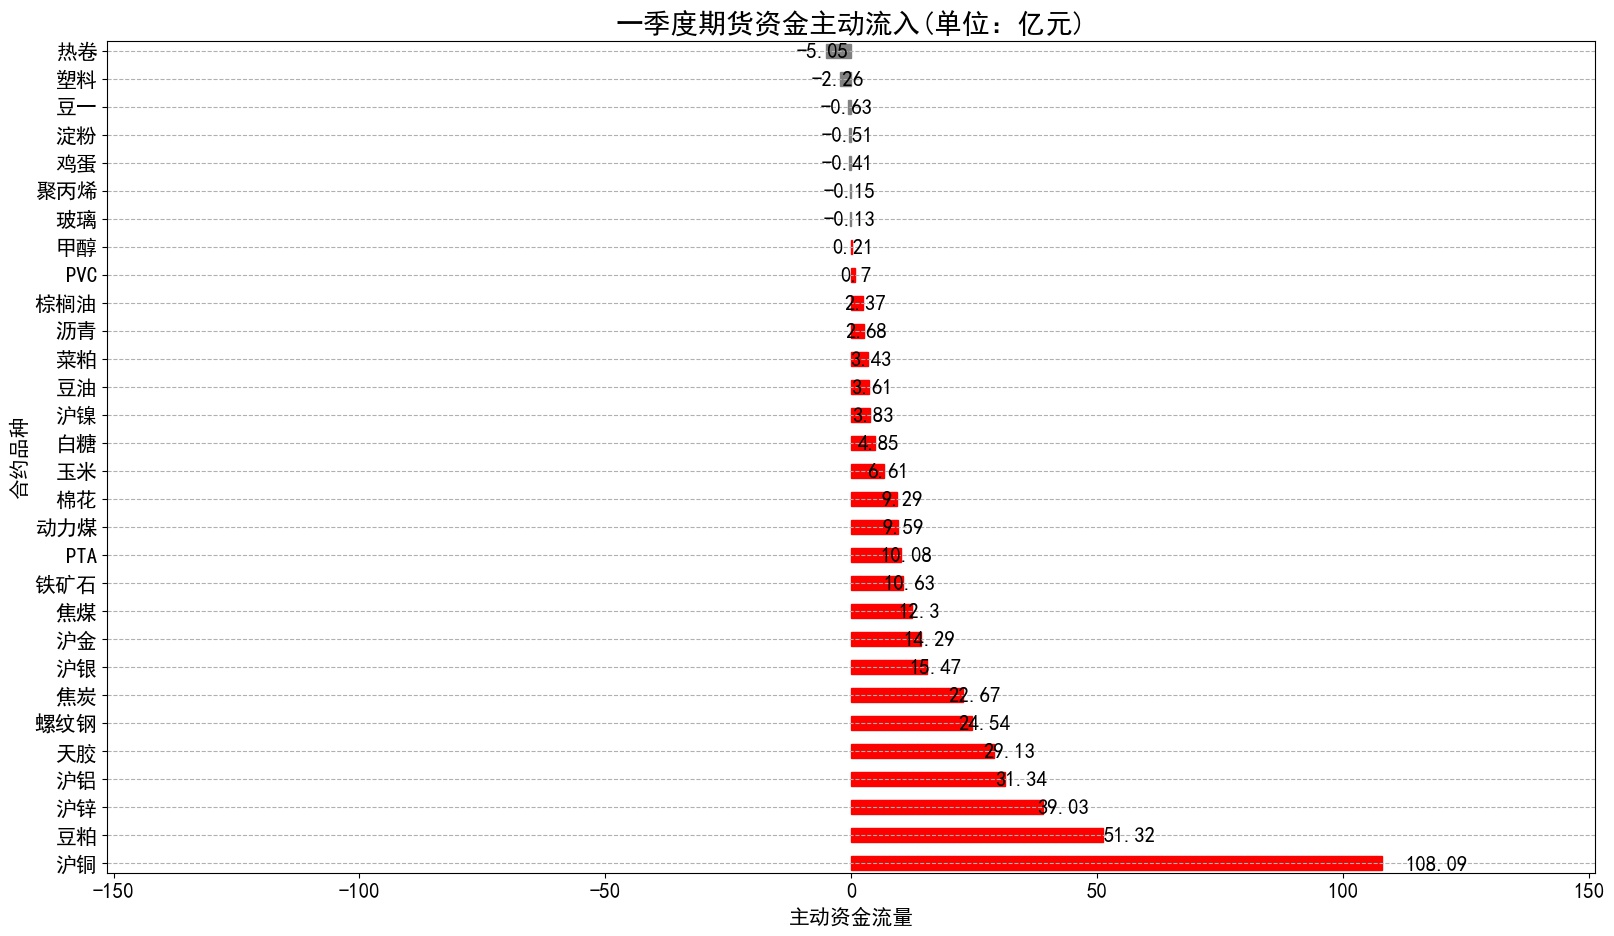 一季度期货资金主动流入(单位：亿元)
合约品种
热卷 -5.05
塑料 -2.26
豆一 -0.63
淀粉 -0.51
鸡蛋 -0.41
聚丙烯 -0.15
玻璃 -0.13
甲醇 0.21
PVC 0.7
棕榈油 2.37
沥青 2.68
菜粕 3.43
豆油 3.61
沪镍 3.83
白糖 4.85
玉米 6.61
棉花 9.29
动力煤 9.59
PTA 10.08
铁矿石 10.63
焦煤 12.3
沪金 14.29
沪银 15.47
焦炭 22.67
螺纹钢 24.54
天胶 29.13
沪铝 31.34
沪锌 39.03
豆粕 51.32
沪铜 108.09
-150 -100 -50 0 50 100 150
主动资金流量